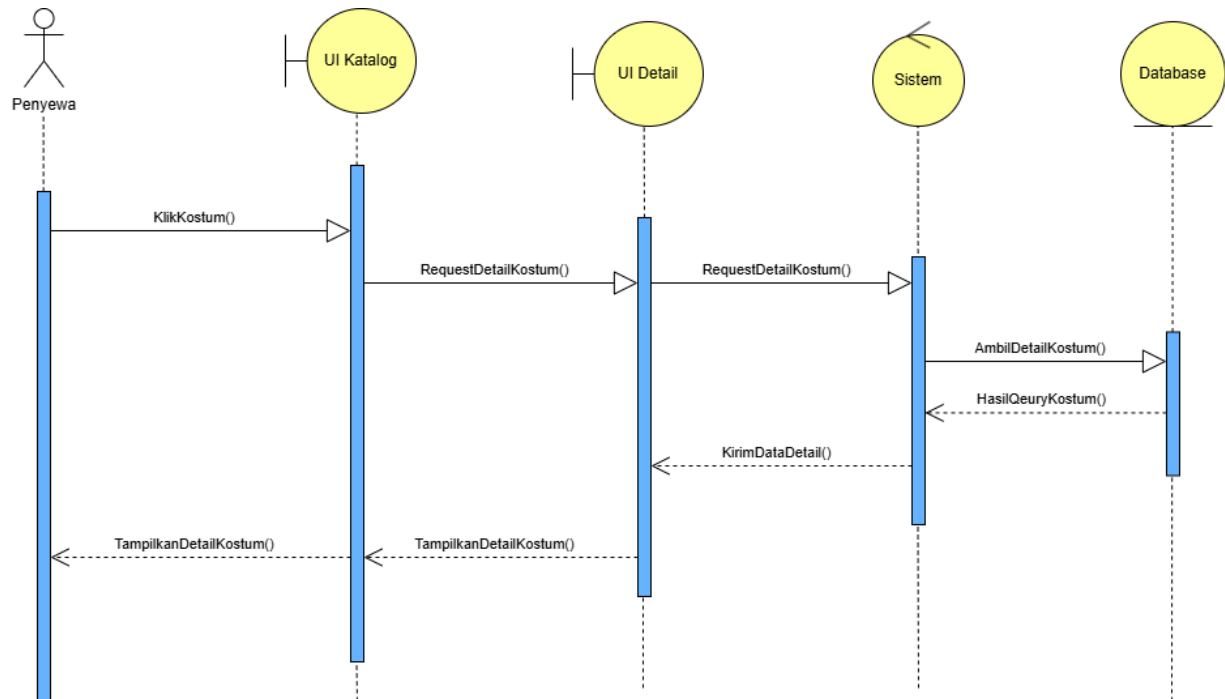 UI Katalog
UI Detail
Sistem
Database
Penyewa
KlikKostum()
RequestDetailKostum()
RequestDetailKostum()
AmbilDetailKostum()
HasilQeuryKostum()
KirimDataDetail()
TampilkanDetailKostum()
TampilkanDetailKostum()